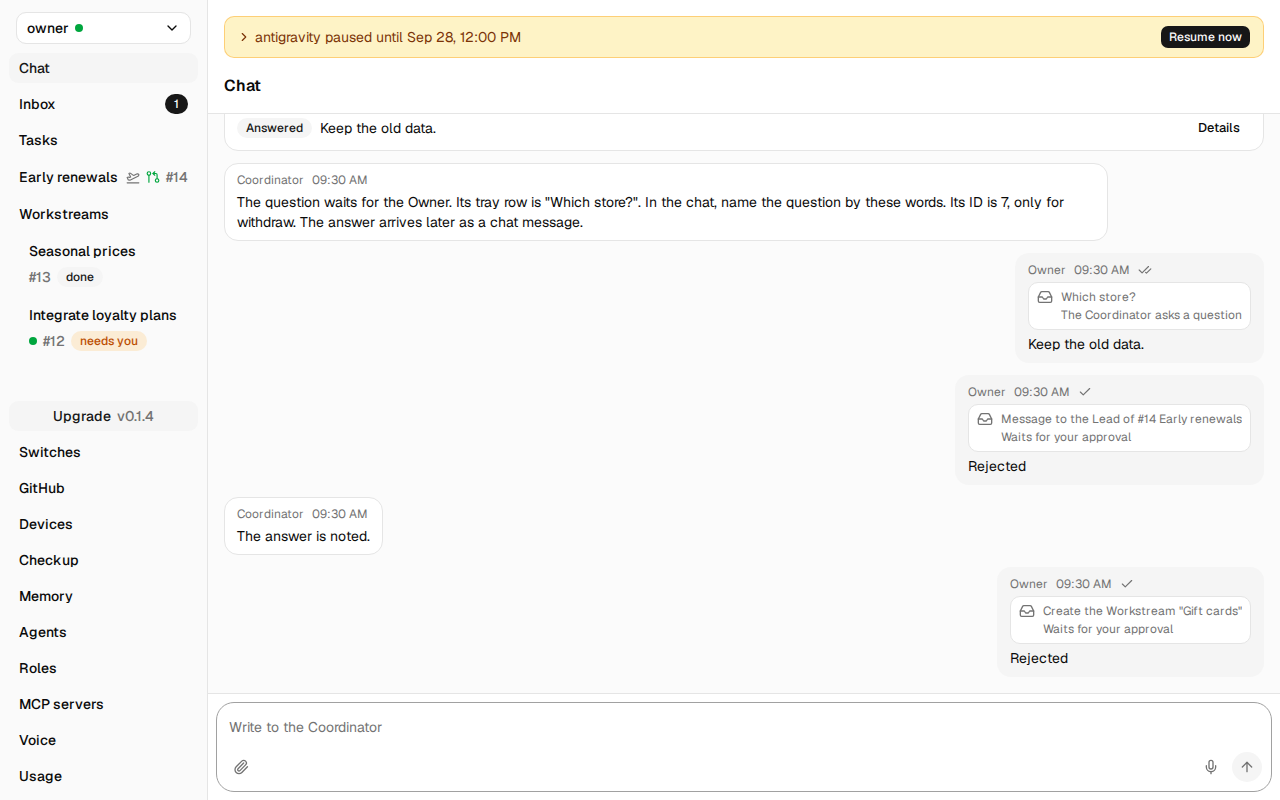 owner
Chat
Inbox
1
Tasks
Early renewals #14
Workstreams
Seasonal prices
#13 done
Integrate loyalty plans
#12 needs you
Upgrade v0.1.4
Switches
GitHub
Devices
Checkup
Memory
Agents
Roles
MCP servers
Voice
Usage
antigravity paused until Sep 28, 12:00 PM
Resume now
Chat
Answered Keep the old data.
Details
Coordinator 09:30 AM
The question waits for the Owner. Its tray row is "Which store?". In the chat, name the question by these words. Its ID is 7, only for
withdraw. The answer arrives later as a chat message.
Owner 09:30 AM
Which store?
The Coordinator asks a question
Keep the old data.
Owner 09:30 AM
Message to the Lead of #14 Early renewals
Waits for your approval
Rejected
Coordinator 09:30 AM
The answer is noted.
Owner 09:30 AM
Create the Workstream "Gift cards"
Waits for your approval
Rejected
Write to the Coordinator